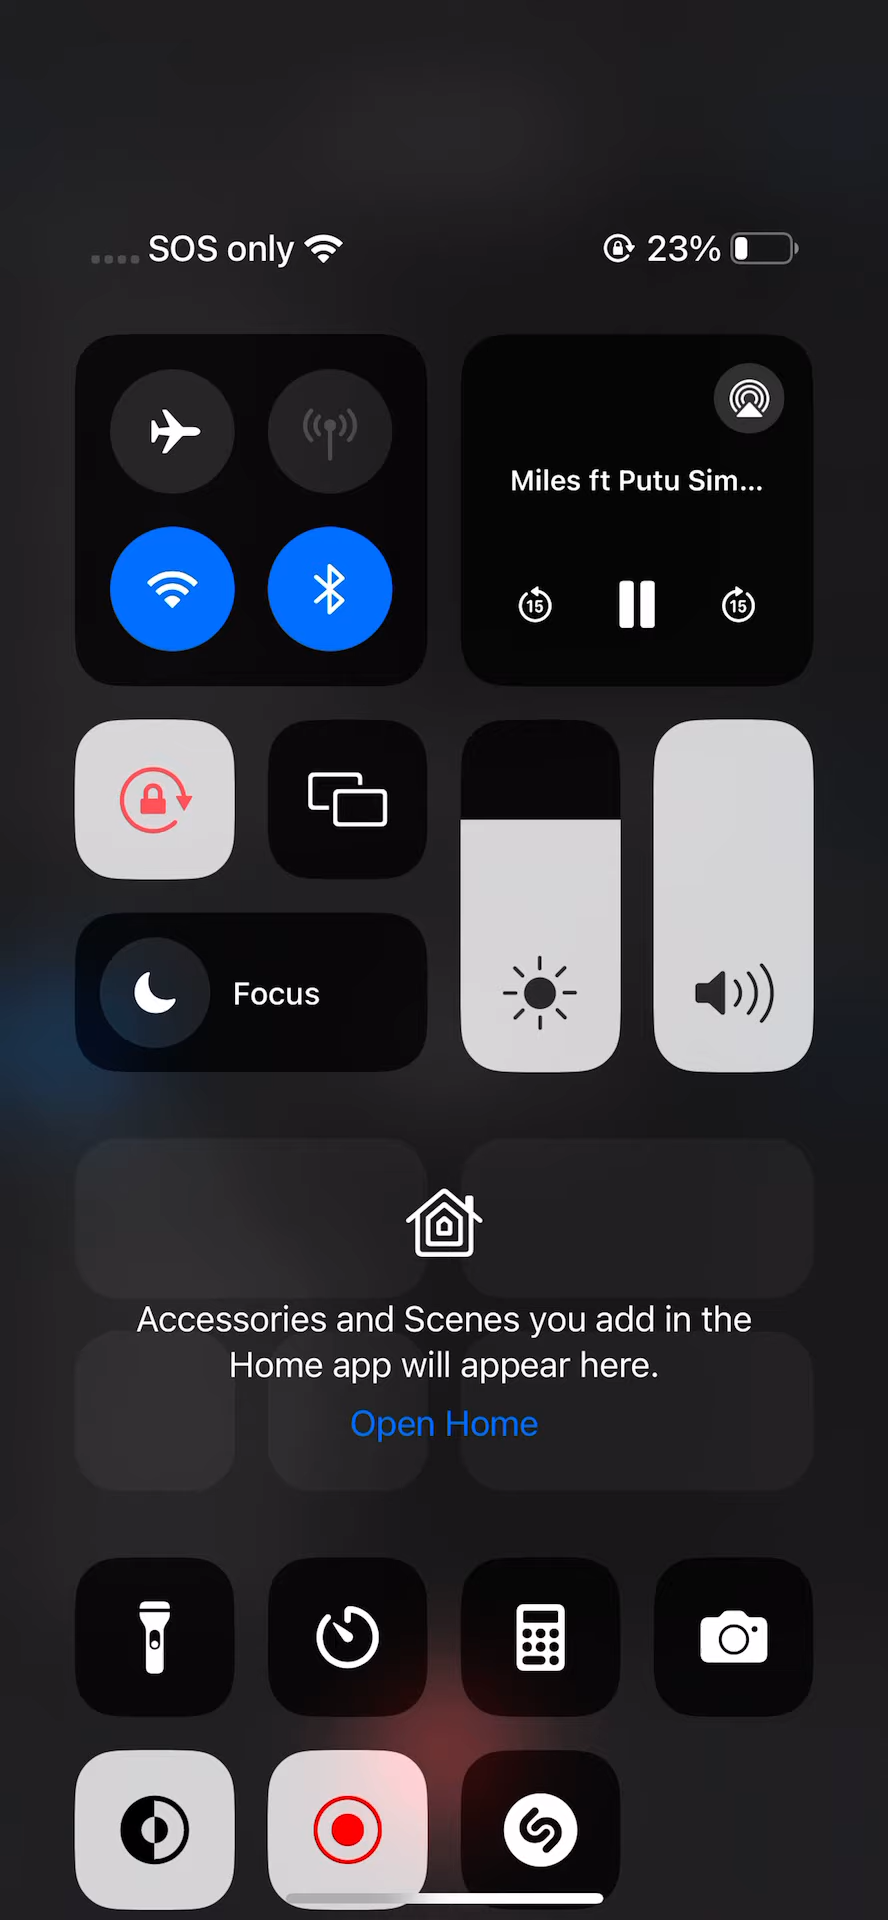 SOS only
23%
Miles ft Putu Sim...
15
15
Focus
Accessories and Scenes you add in the
Home app will appear here.
Open Home